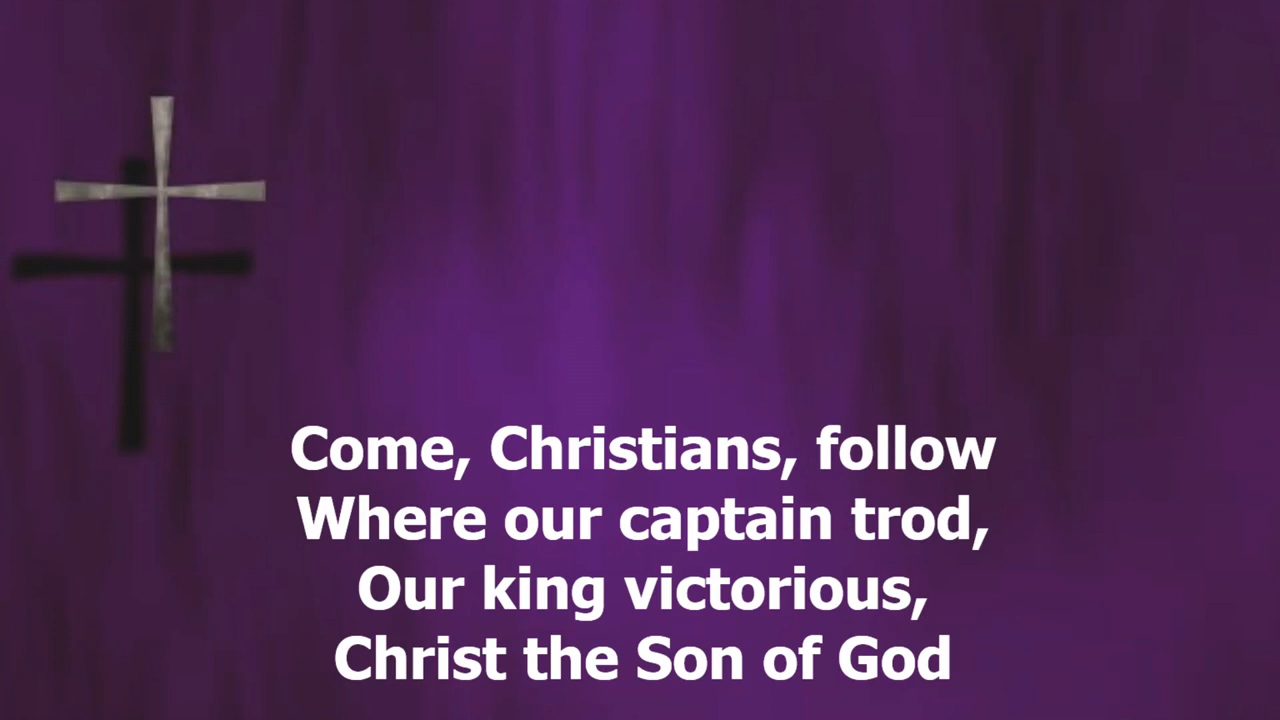 Come, Christians, follow
Where our captain trod,
Our king victorious,
Christ the Son of God